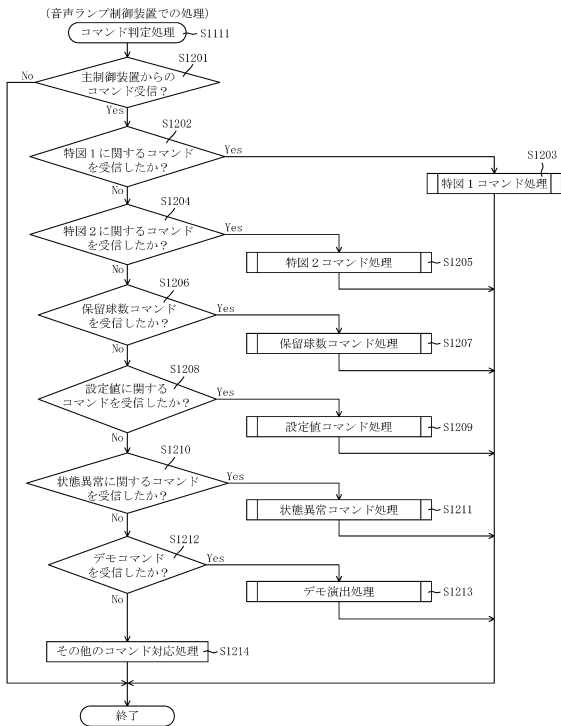 (音声ランプ制御装置での処理)
コマンド判定処理 S1111
S1201
No
主制御装置からの
コマンド受信?
Yes
S1202
特図1に関するコマンド
を受信したか?
Yes
S1203
特図1コマンド処理
No
S1204
特図2に関するコマンド
を受信したか?
Yes
特図2コマンド処理 S1205
No
S1206
保留球数コマンド
を受信したか?
Yes
保留球数コマンド処理 S1207
No
S1208
設定値に関する
コマンドを受信したか?
Yes
設定値コマンド処理 S1209
No
S1210
状態異常に関するコマンド
を受信したか?
Yes
状態異常コマンド処理 S1211
No
S1212
デモコマンド
を受信したか?
Yes
デモ演出処理 S1213
No
その他のコマンド対応処理 S1214
終了